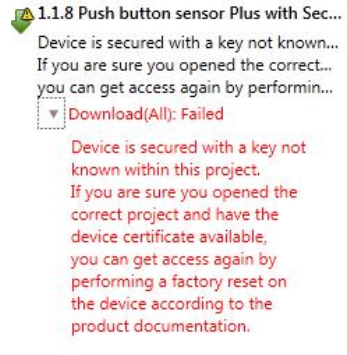 1.1.8 Push button sensor Plus with Sec...
Device is secured with a key not known...
If you are sure you opened the correct...
you can get access again by performin...
Download(All): Failed
Device is secured with a key not
known within this project.
If you are sure you opened the
correct project and have the
device certificate available,
you can get access again by
performing a factory reset on
the device according to the
product documentation.